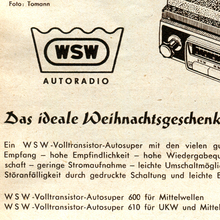 Foto: Tomann
WSW
AUTORADIO
Das ideale Weihnachtsgeschenk
Ein WSW-Volltransistor-Autosuper mit den vielen
Empfang – hohe Empfindlichkeit – hohe Wiedergabequ
schaft – geringe Stromaufnahme – leichte Umschaltmögli
Störanfälligkeit durch gedruckte Schaltung und leichte E
WSW-Volltransistor-Autosuper 600 für Mittelwellen
WSW-Volltransistor-Autosuper 610 für UKW und Mittel